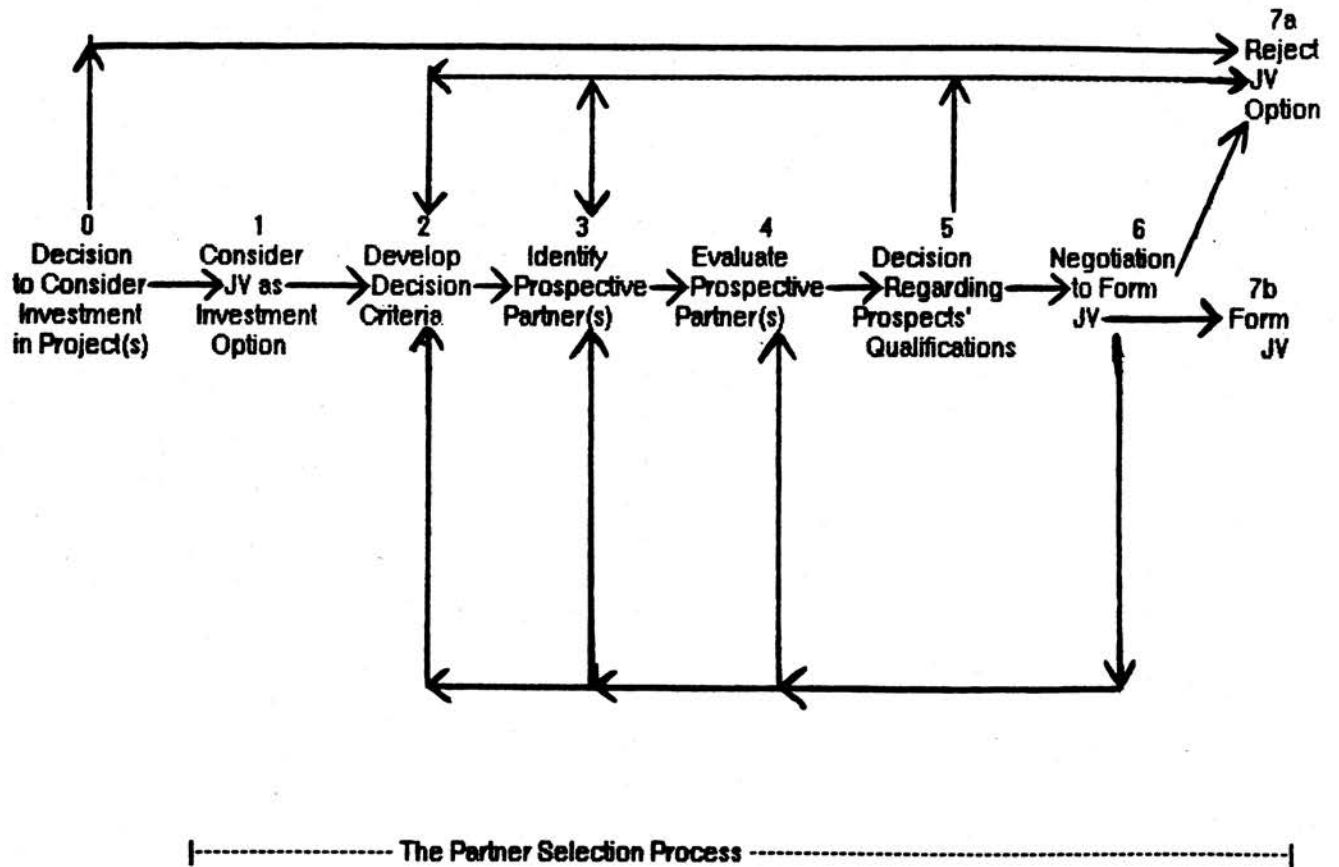 7a
Reject
JV
Option
0
Decision
to Consider
Investment
in Project(s)
1
Consider
JV as
Investment
Option
2
Develop
Decision
Criteria
3
Identify
Prospective
Partner(s)
4
Evaluate
Prospective
Partner(s)
5
Decision
Regarding
Prospects'
Qualifications
6
Negotiation
to Form
JV
7b
Form
JV
|-------------------- The Partner Selection Process ------------------------------------------------------|